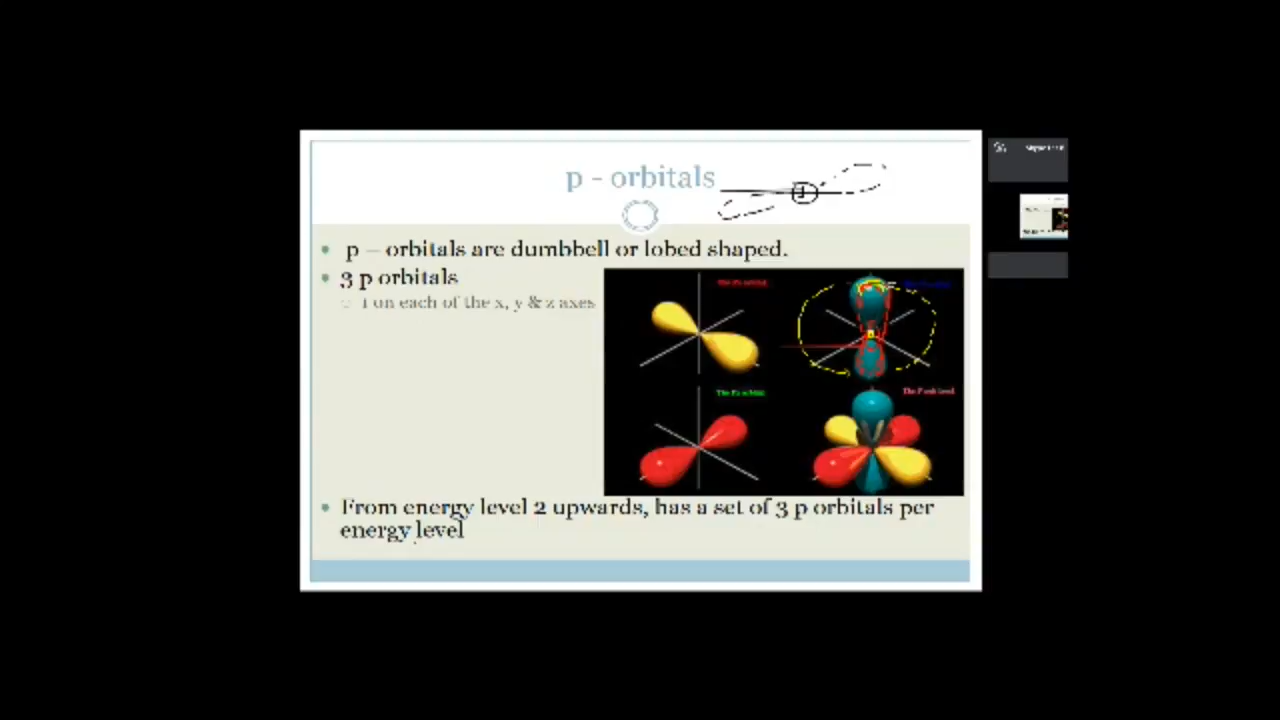 p - orbitals
p – orbitals are dumbbell or lobed shaped.
3 p orbitals
1 on each of the x, y & z axes
From energy level 2 upwards, has a set of 3 p orbitals per
energy level